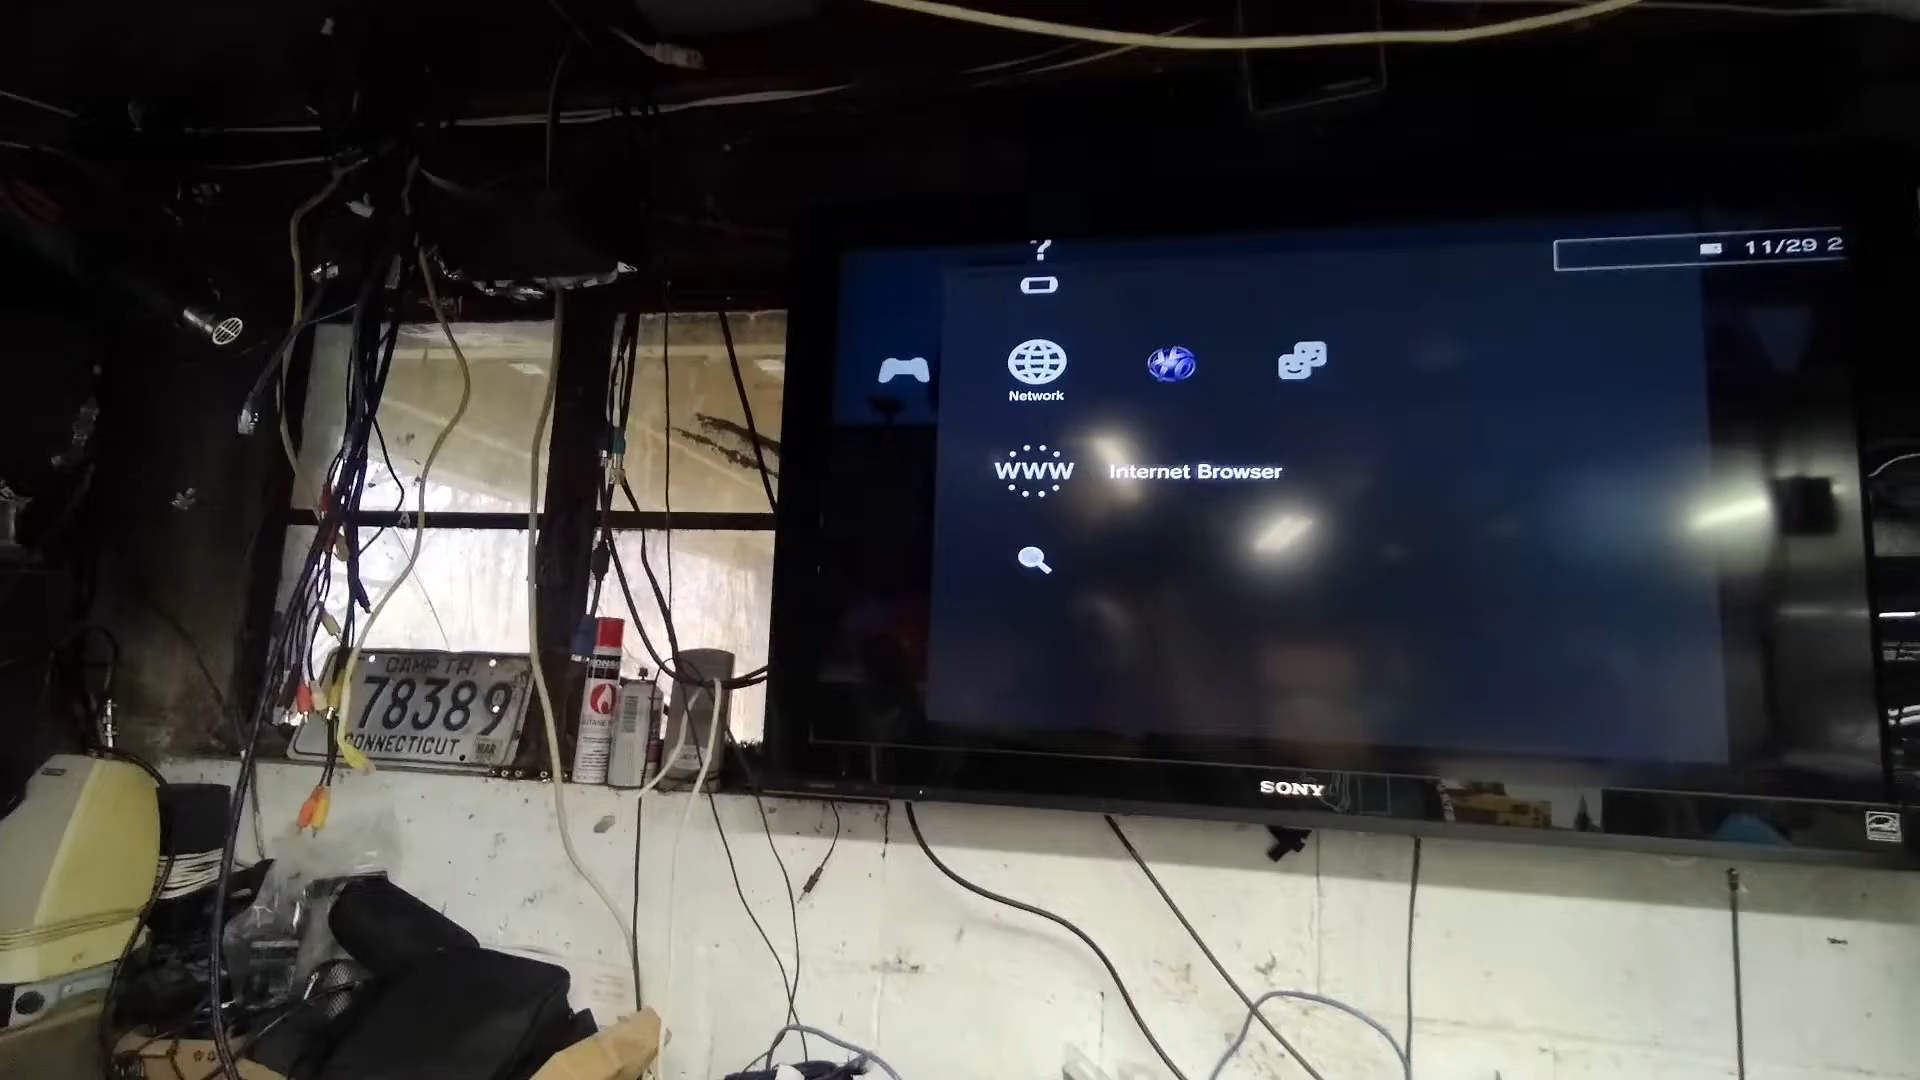 ?
11/29 2
Network
WWW
Internet Browser
CAMP TR.
78389
CONNECTICUT
MAR
SONY